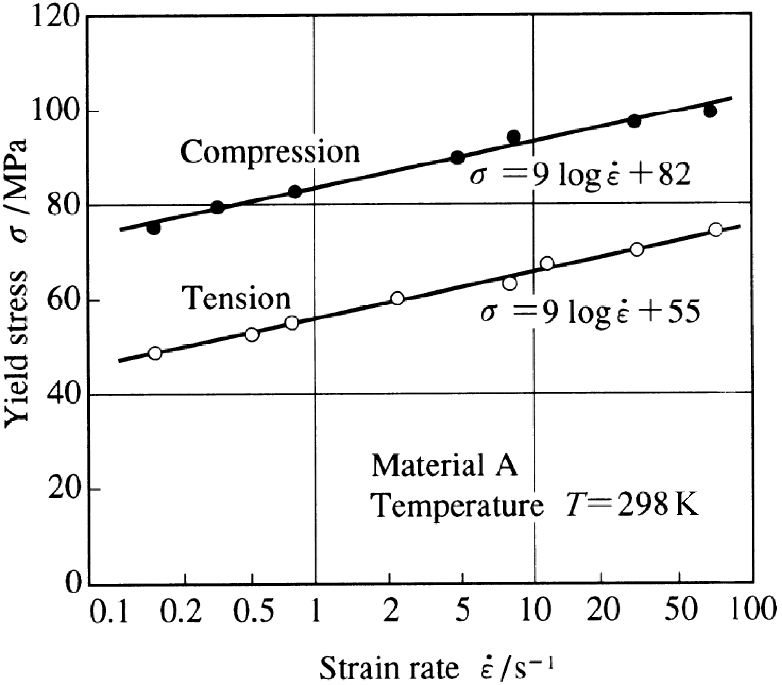 120
100
80
60
40
20
0
Yield stress σ /MPa
Compression
σ = 9 log ε̇ + 82
Tension
σ = 9 log ε̇ + 55
Material A
Temperature T = 298 K
0.1 0.2 0.5 1 2 5 10 20 50 100
Strain rate ε̇ /s⁻¹